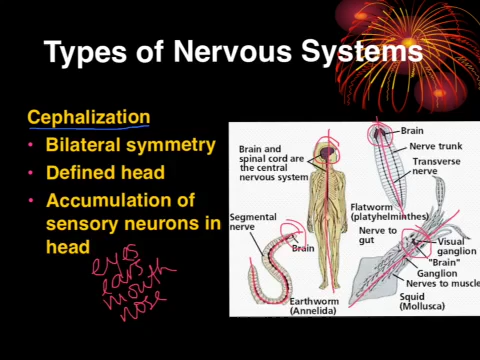 Types of Nervous Systems
Cephalization
• Bilateral symmetry
• Defined head
• Accumulation of
sensory neurons in
head
eyes
ears
mouth
nose
Brain and
spinal cord are
the central
nervous system
Segmental
nerve
Brain
Earthworm
(Annelida)
Brain
Nerve trunk
Transverse
nerve
Flatworm
(platyhelminthes)
Nerve to
gut
Visual
ganglion
"Brain"
Ganglion
Nerves to muscle
Squid
(Mollusca)